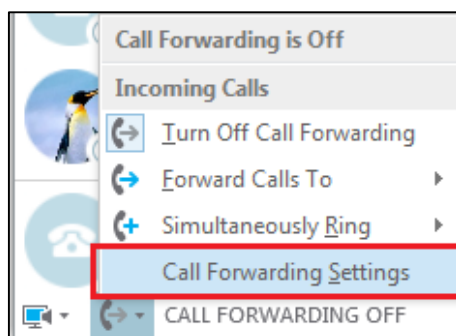 Call Forwarding is Off
Incoming Calls
Turn Off Call Forwarding
Forward Calls To
Simultaneously Ring
Call Forwarding Settings
CALL FORWARDING OFF